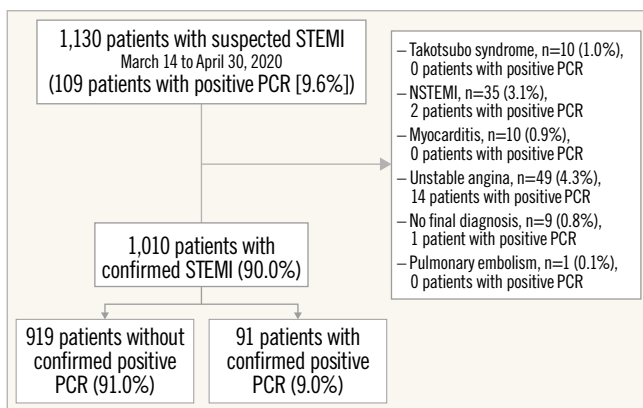 1,130 patients with suspected STEMI
March 14 to April 30, 2020
(109 patients with positive PCR [9.6%])
– Takotsubo syndrome, n=10 (1.0%),
0 patients with positive PCR
– NSTEMI, n=35 (3.1%),
2 patients with positive PCR
– Myocarditis, n=10 (0.9%),
0 patients with positive PCR
– Unstable angina, n=49 (4.3%),
14 patients with positive PCR
– No final diagnosis, n=9 (0.8%),
1 patient with positive PCR
– Pulmonary embolism, n=1 (0.1%),
0 patients with positive PCR
1,010 patients with
confirmed STEMI (90.0%)
919 patients without
confirmed positive
PCR (91.0%)
91 patients with
confirmed positive
PCR (9.0%)